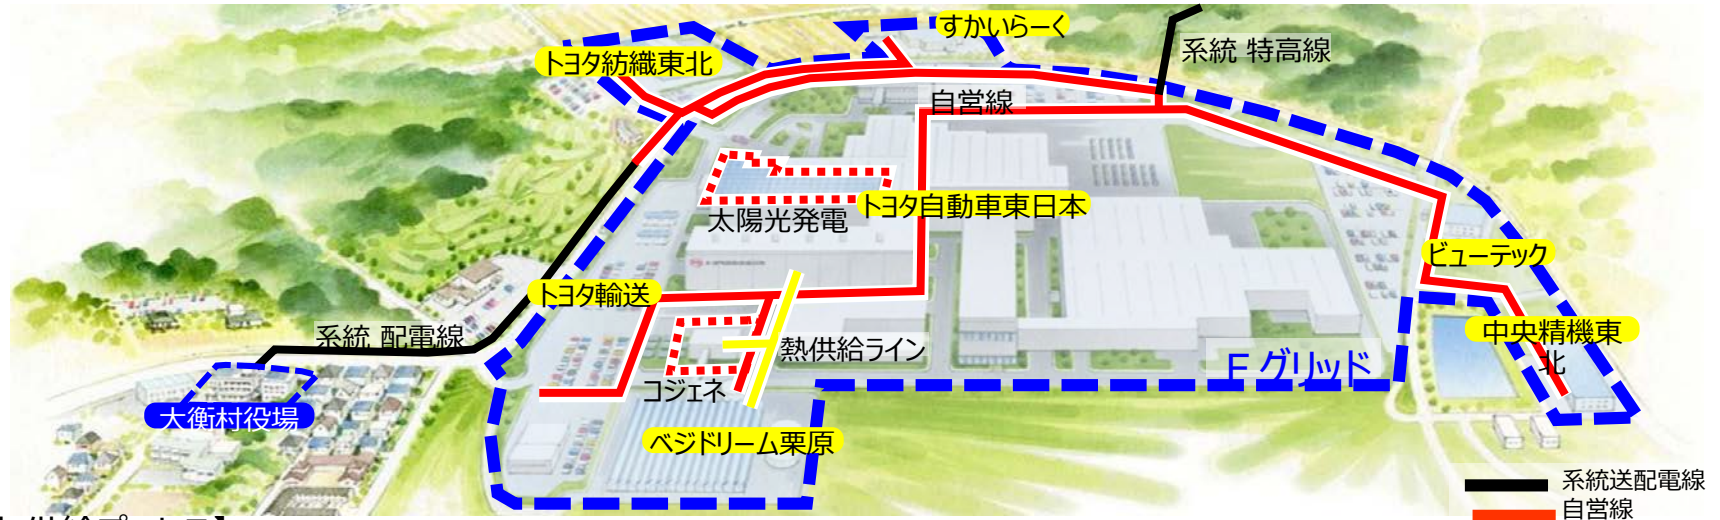 すかいらーく
トヨタ紡織東北
系統 特高線
自営線
太陽光発電
トヨタ自動車東日本
ビューテック
トヨタ輸送
系統 配電線
熱供給ライン
中央精機東
北
F グリッド
コジェネ
大衡村役場
ベジドリーム栗原
系統送配電線
自営線